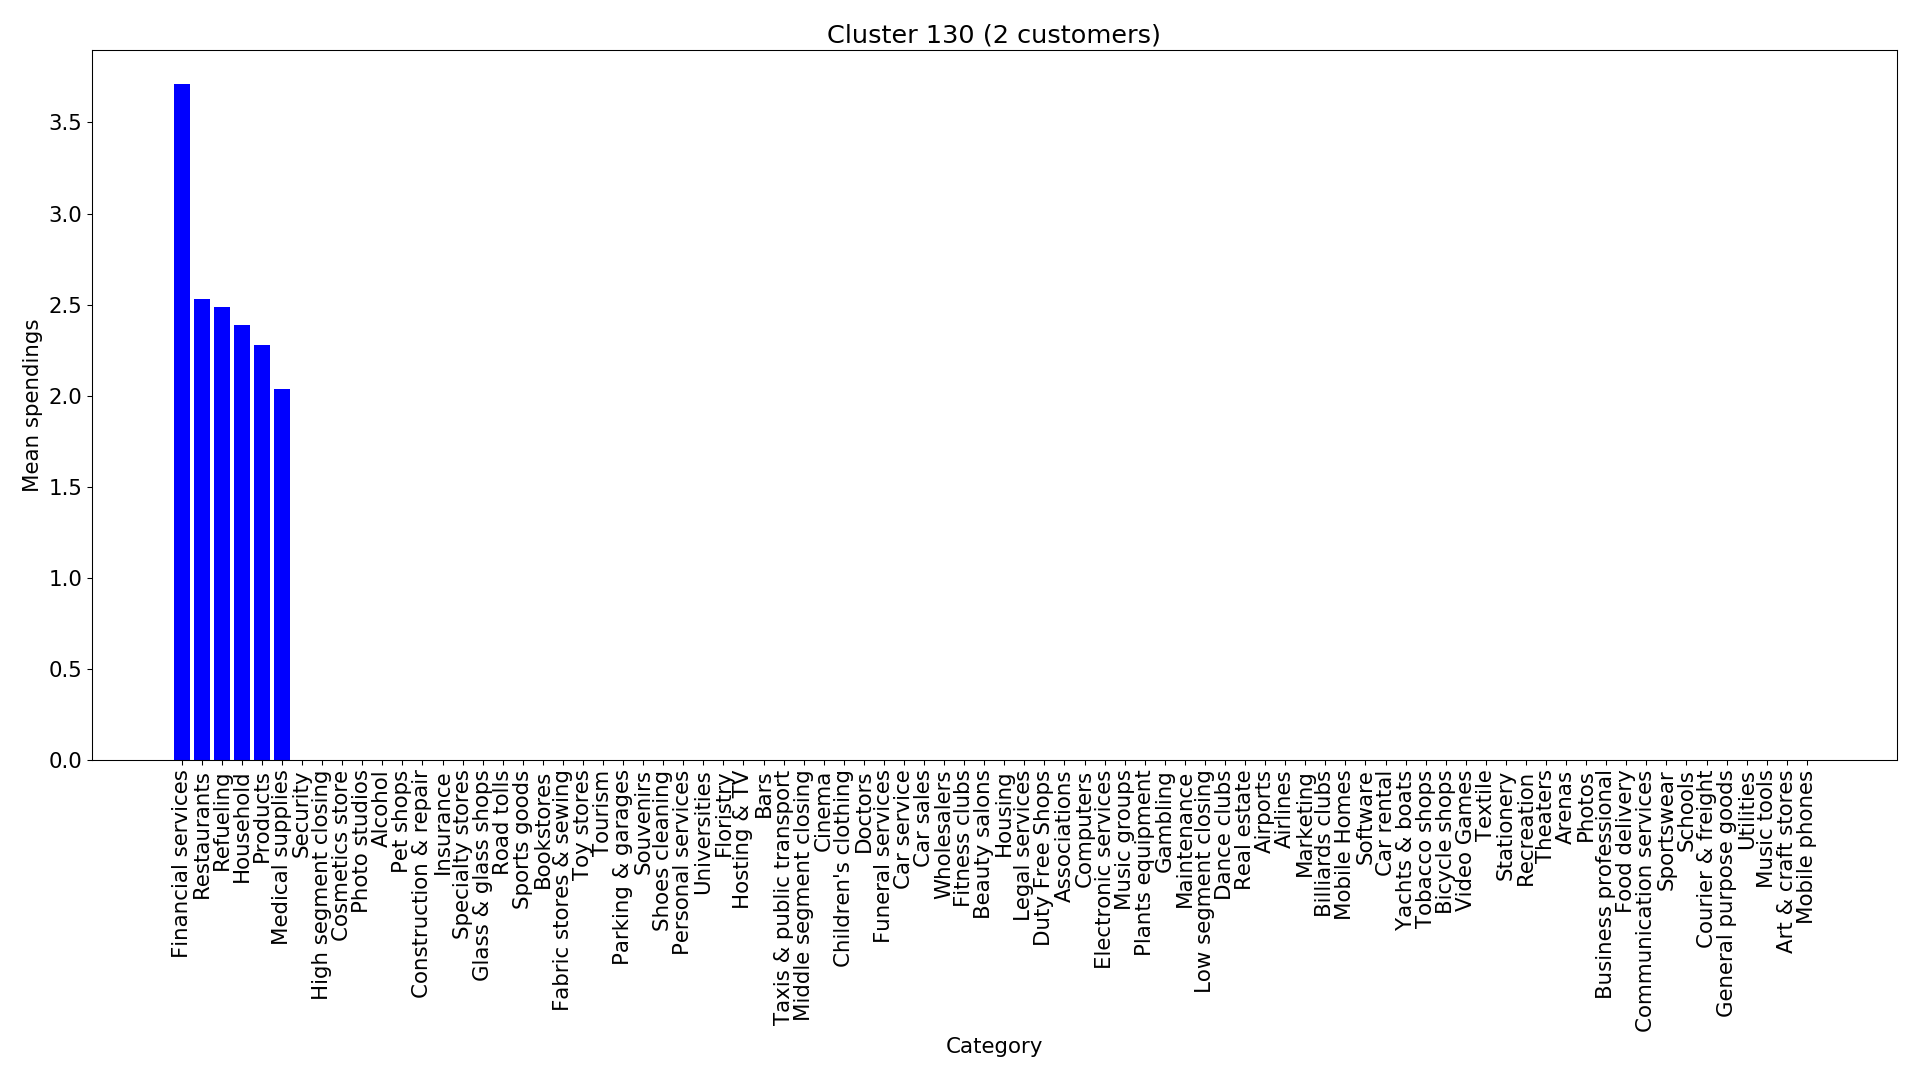 Cluster 130 (2 customers)
Mean spendings
3.5
3.0
2.5
2.0
1.5
1.0
0.5
0.0
Financial services
Restaurants
Refueling
Household
Products
Medical supplies
Security
High segment closing
Cosmetics store
Photo studios
Alcohol
Pet shops
Construction & repair
Insurance
Specialty stores
Glass & glass shops
Road tolls
Sports goods
Bookstores
Fabric stores & sewing
Toy stores
Tourism
Parking & garages
Souvenirs
Shoes cleaning
Personal services
Universities
Floristry
Hosting & TV
Bars
Taxis & public transport
Middle segment closing
Cinema
Children's clothing
Doctors
Funeral services
Car service
Car sales
Wholesalers
Fitness clubs
Beauty salons
Housing
Legal services
Duty Free Shops
Associations
Computers
Electronic services
Music groups
Plants equipment
Gambling
Maintenance
Low segment closing
Dance clubs
Real estate
Airports
Airlines
Marketing
Billiards clubs
Mobile Homes
Software
Car rental
Yachts & boats
Tobacco shops
Bicycle shops
Video Games
Textile
Stationery
Recreation
Theaters
Arenas
Photos
Business professional
Food delivery
Communication services
Sportswear
Schools
Courier & freight
General purpose goods
Utilities
Music tools
Art & craft stores
Mobile phones
Category